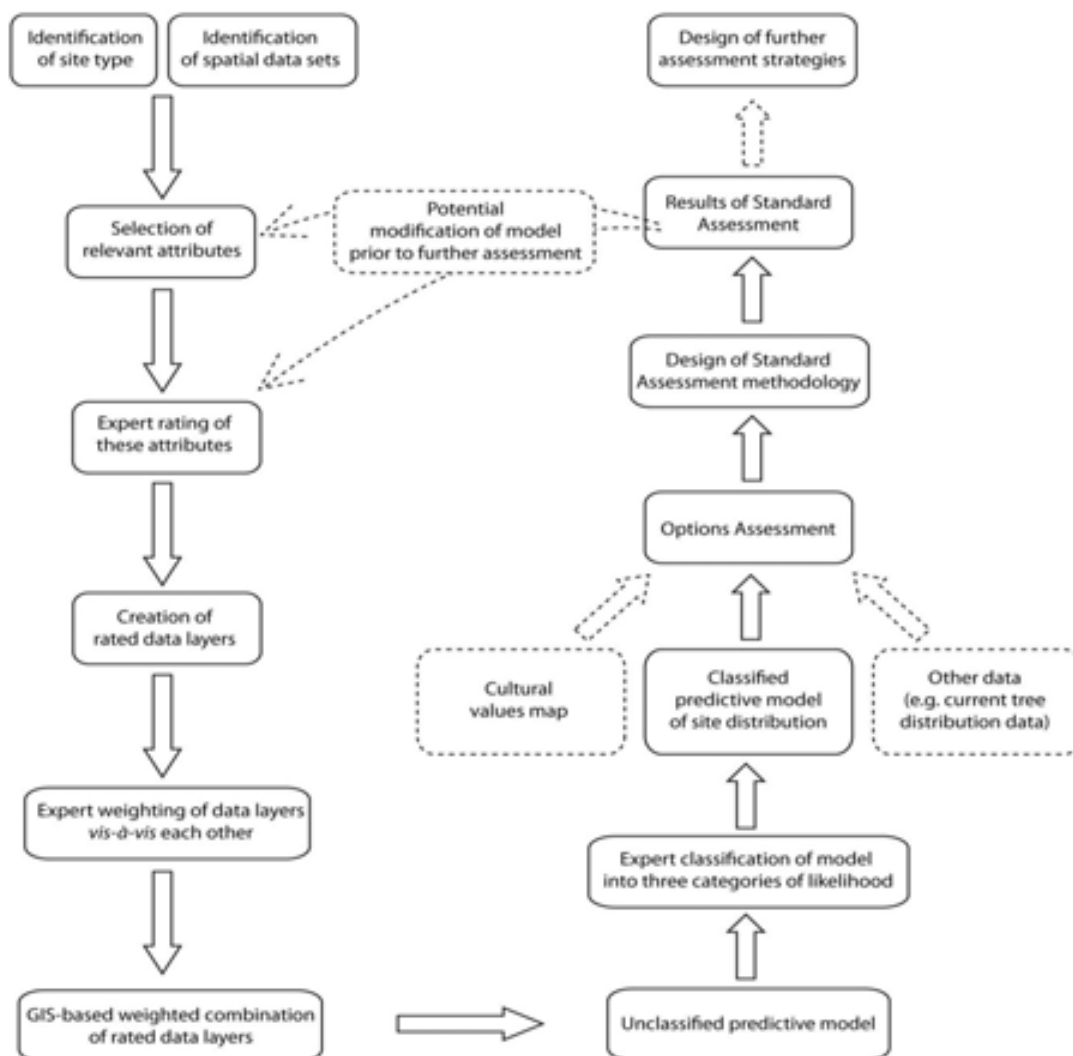 Identification
of site type
Identification
of spatial data sets
Selection of
relevant attributes
Expert rating of
these attributes
Creation of
rated data layers
Expert weighting of data layers
vis-à-vis each other
GIS-based weighted combination
of rated data layers
Potential
modification of model
prior to further assessment
Design of further
assessment strategies
Results of Standard
Assessment
Design of Standard
Assessment methodology
Options Assessment
Cultural
values map
Classified
predictive model
of site distribution
Other data
(e.g. current tree
distribution data)
Expert classification of model
into three categories of likelihood
Unclassified predictive model